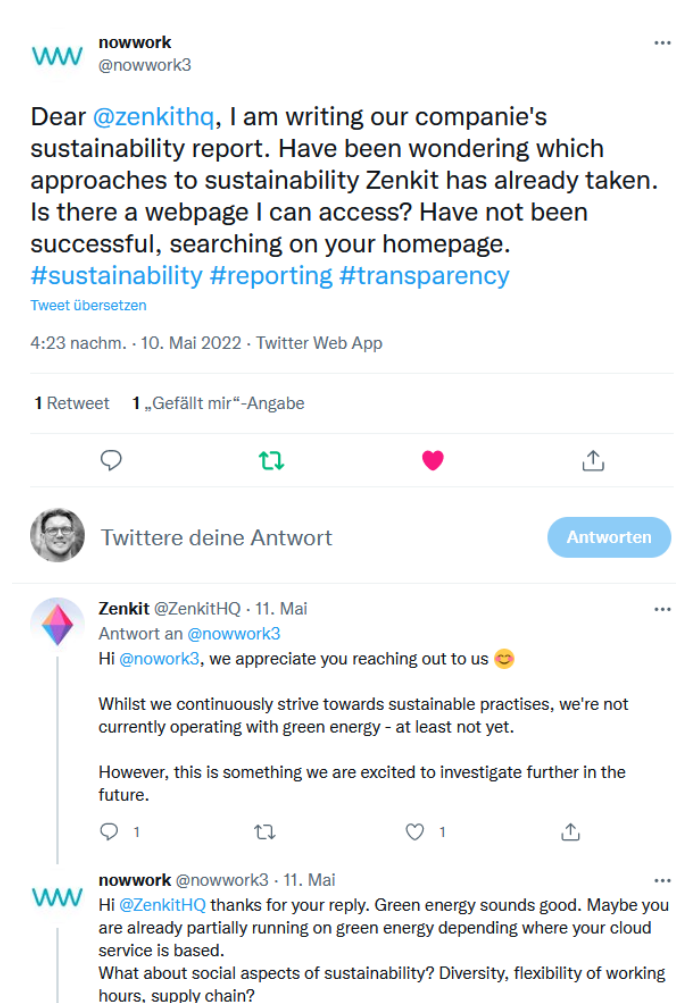 nowwork
@nowwork3
Dear @zenkithq, I am writing our companie's
sustainability report. Have been wondering which
approaches to sustainability Zenkit has already taken.
Is there a webpage I can access? Have not been
successful, searching on your homepage.
#sustainability #reporting #transparency
Tweet übersetzen
4:23 nachm. · 10. Mai 2022 · Twitter Web App
1 Retweet 1 „Gefällt mir“-Angabe
Twittere deine Antwort
Antworten
Zenkit @ZenkitHQ · 11. Mai
Antwort an @nowwork3
Hi @nowork3, we appreciate you reaching out to us 😊
Whilst we continuously strive towards sustainable practises, we're not
currently operating with green energy - at least not yet.
However, this is something we are excited to investigate further in the
future.
1 1
nowwork @nowwork3 · 11. Mai
Hi @ZenkitHQ thanks for your reply. Green energy sounds good. Maybe you
are already partially running on green energy depending where your cloud
service is based.
What about social aspects of sustainability? Diversity, flexibility of working
hours, supply chain?